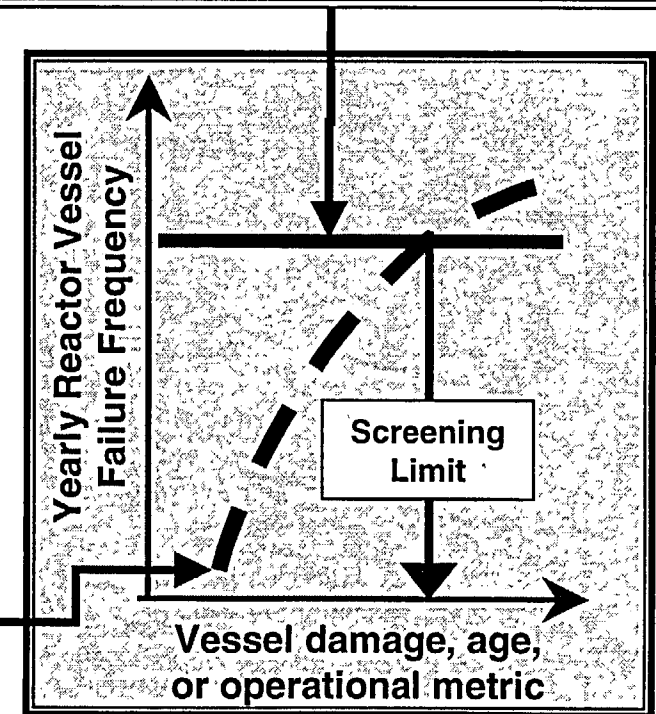 Yearly Reactor Vessel
Failure Frequency
Screening
Limit
Vessel damage, age,
or operational metric